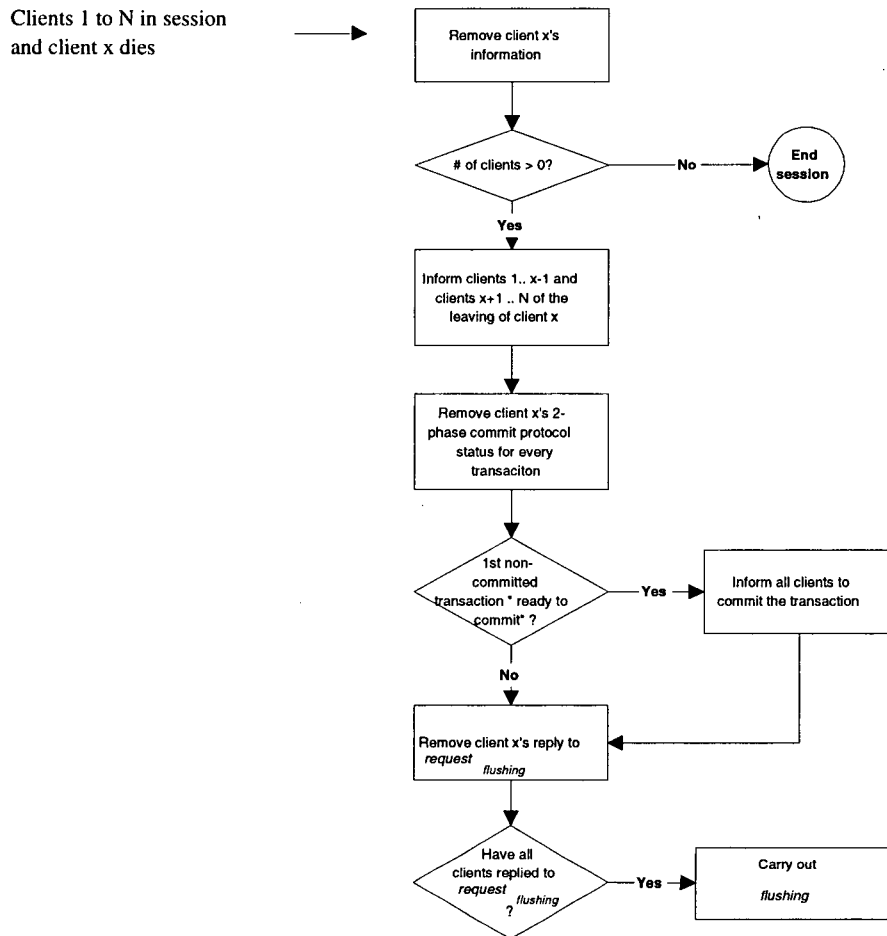 Clients 1 to N in session
and client x dies
Remove client x's
information
# of clients > 0?
No
End
session
Yes
Inform clients 1.. x-1 and
clients x+1 .. N of the
leaving of client x
Remove client x's 2-
phase commit protocol
status for every
transaciton
1st non-
committed
transaction " ready to
commit" ?
Yes
Inform all clients to
commit the transaction
No
Remove client x's reply to
request
flushing
Have all
clients replied to
request flushing
?
Yes
Carry out
flushing